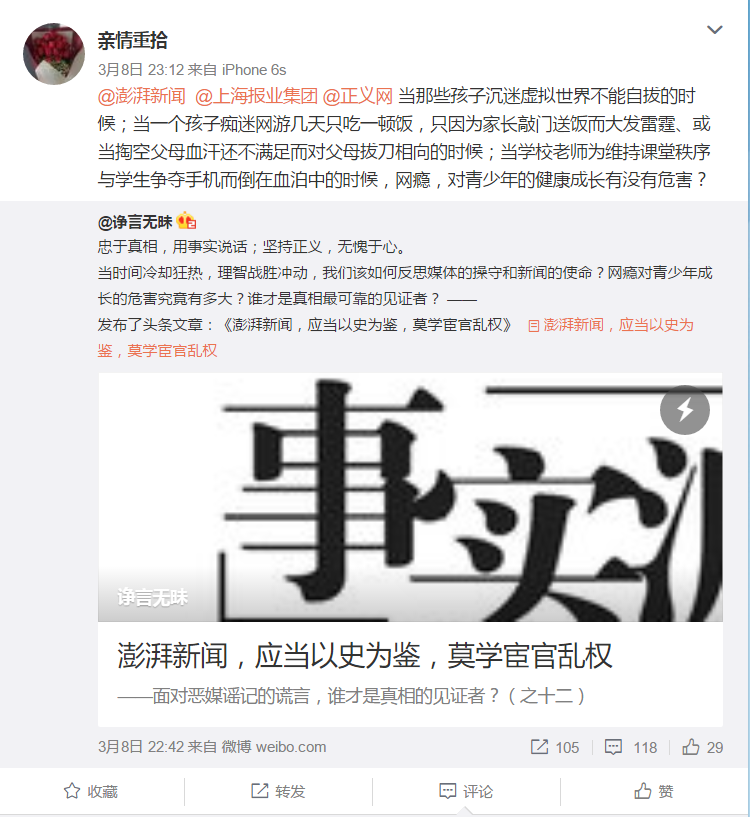 亲情重拾
3月8日 23:12 来自 iPhone 6s
@澎湃新闻 @上海报业集团 @正义网 当那些孩子沉迷虚拟世界不能自拔的时
候；当一个孩子痴迷网游几天只吃一顿饭，只因为家长敲门送饭而大发雷霆、或
当掏空父母血汗还不满足而对父母拔刀相向的时候；当学校老师为维持课堂秩序
与学生争夺手机而倒在血泊中的时候，网瘾，对青少年的健康成长有没有危害？
@诤言无昧
忠于真相，用事实说话；坚持正义，无愧于心。
当时间冷却狂热，理智战胜冲动，我们该如何反思媒体的操守和新闻的使命？网瘾对青少年成
长的危害究竟有多大？谁才是真相最可靠的见证者？ ——
发布了头条文章：《澎湃新闻，应当以史为鉴，莫学宦官乱权》 澎湃新闻，应当以史为
鉴，莫学宦官乱权
事实
诤言无昧
澎湃新闻，应当以史为鉴，莫学宦官乱权
——面对恶媒谣记的谎言，谁才是真相的见证者？（之十二）
3月8日 22:42 来自 微博 weibo.com
105 118 29
收藏 转发 评论 赞